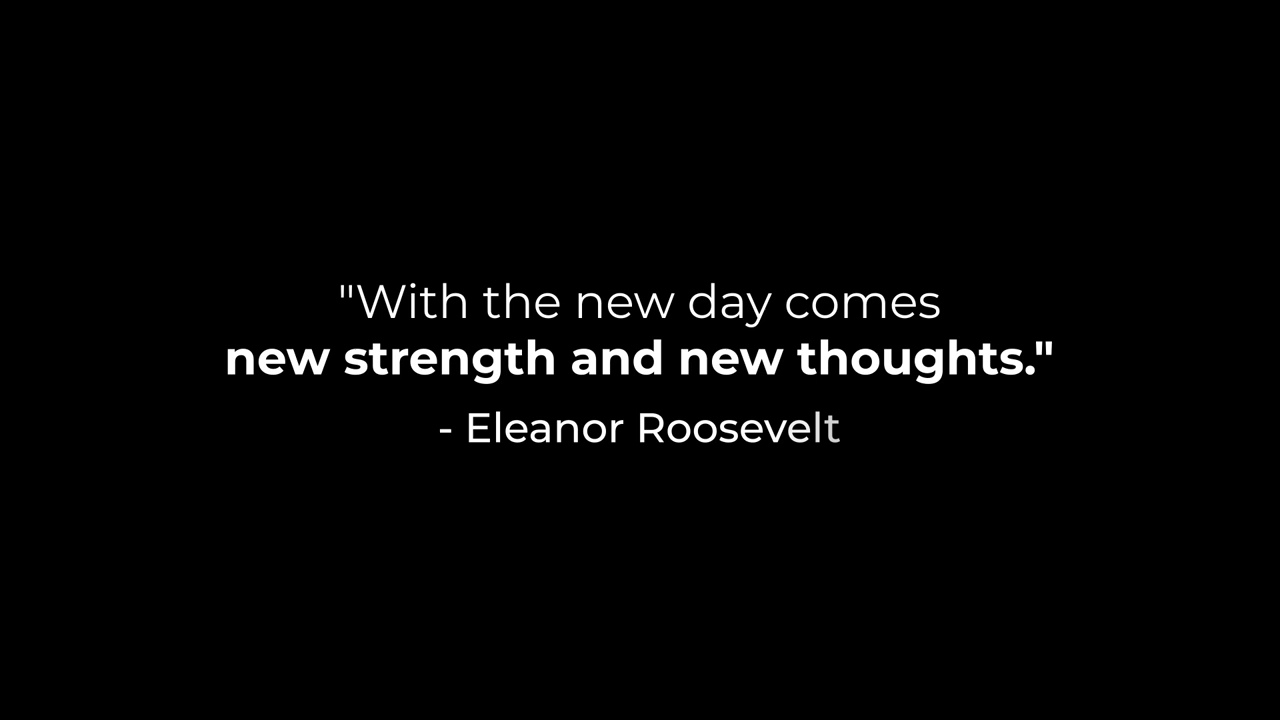 "With the new day comes
new strength and new thoughts."
- Eleanor Roosevelt